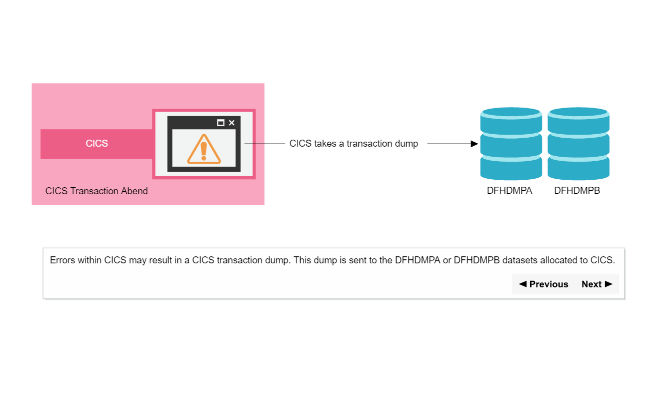 CICS
CICS Transaction Abend
CICS takes a transaction dump
DFHDMPA
DFHDMPB
Errors within CICS may result in a CICS transaction dump. This dump is sent to the DFHDMPA or DFHDMPB datasets allocated to CICS.
◀ Previous Next ▶